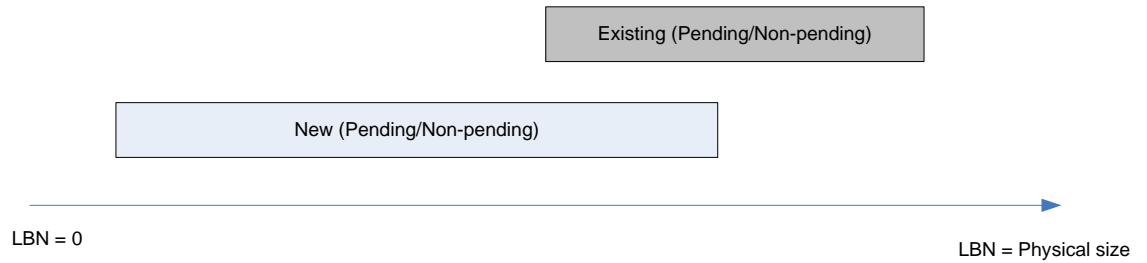 Existing (Pending/Non-pending)
New (Pending/Non-pending)
LBN = 0
LBN = Physical size